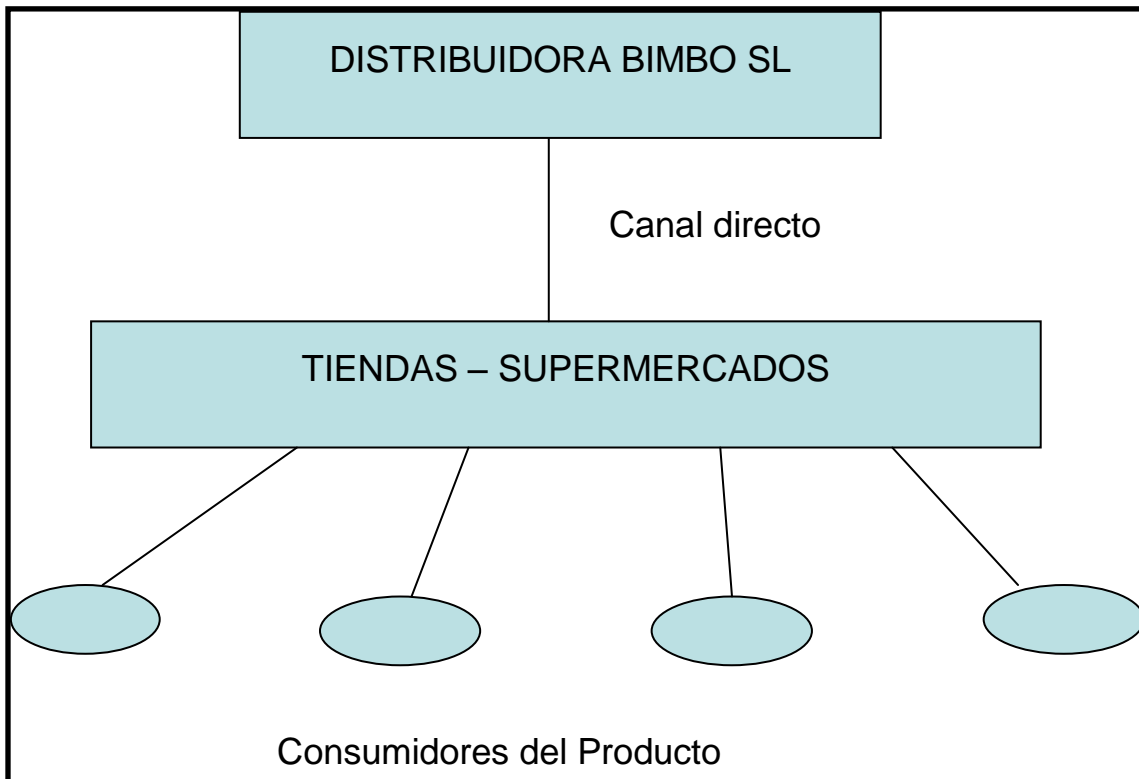 DISTRIBUIDORA BIMBO SL
Canal directo
TIENDAS – SUPERMERCADOS
Consumidores del Producto